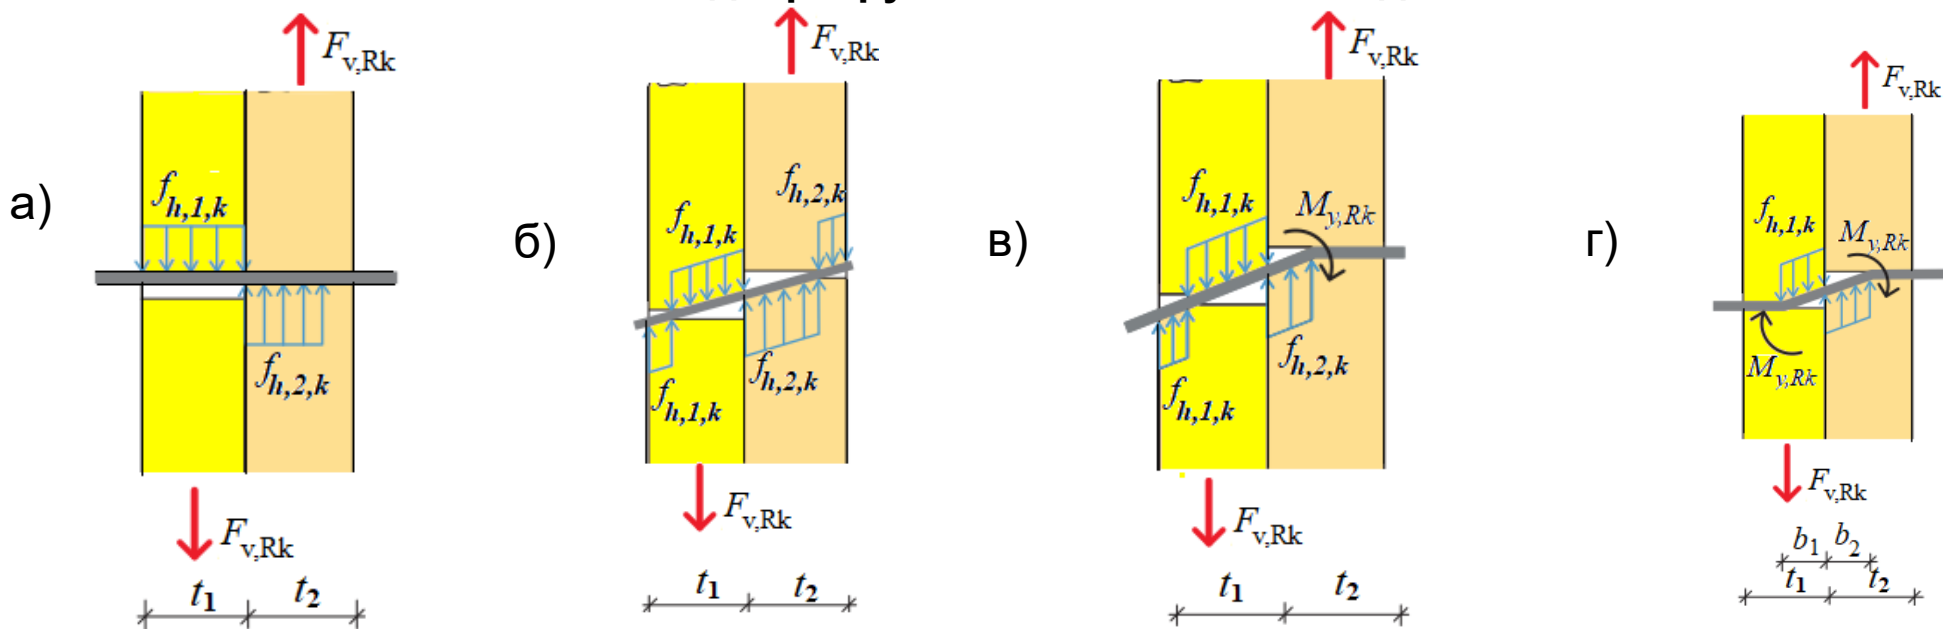 а)
F_v,Rk
f_h,1,k
f_h,2,k
F_v,Rk
t_1 t_2
б)
F_v,Rk
f_h,2,k
f_h,1,k
f_h,2,k
f_h,1,k
F_v,Rk
t_1 t_2
в)
F_v,Rk
f_h,1,k
M_y,Rk
f_h,2,k
f_h,1,k
F_v,Rk
t_1 t_2
г)
F_v,Rk
f_h,1,k
M_y,Rk
M_y,Rk
F_v,Rk
b_1 b_2
t_1 t_2